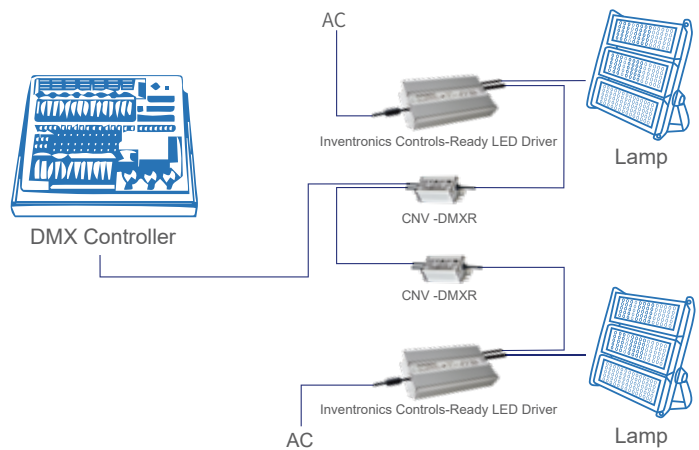 AC
Inventronics Controls-Ready LED Driver
Lamp
CNV -DMXR
DMX Controller
CNV -DMXR
Inventronics Controls-Ready LED Driver
Lamp
AC